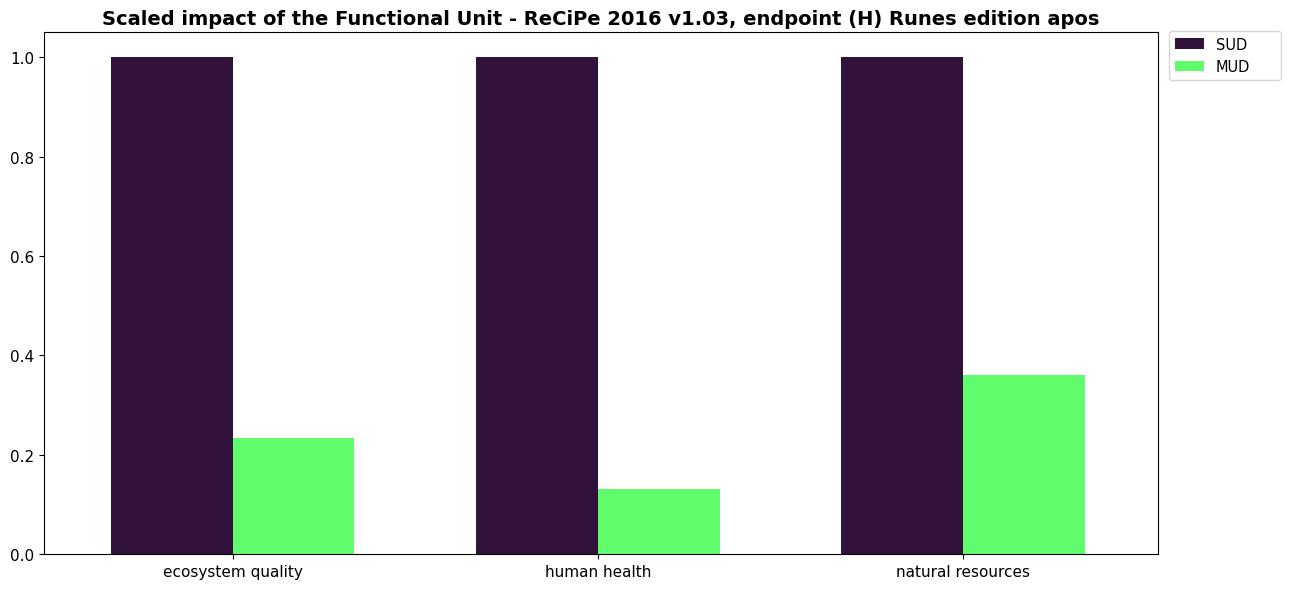 Scaled impact of the Functional Unit - ReCiPe 2016 v1.03, endpoint (H) Runes edition apos
SUD
MUD
1.0
0.8
0.6
0.4
0.2
0.0
ecosystem quality
human health
natural resources